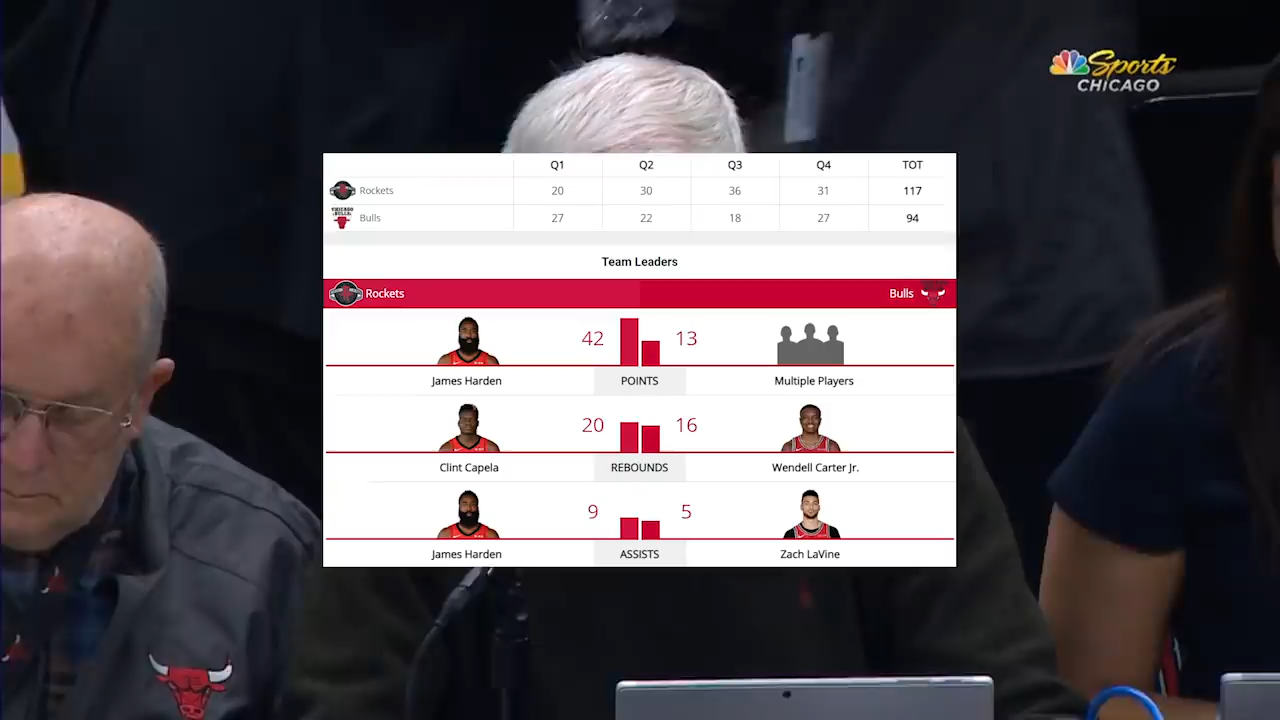 Sports
CHICAGO
Q1 Q2 Q3 Q4 TOT
Rockets 20 30 36 31 117
CHICAGO
BULLS
Bulls 27 22 18 27 94
Team Leaders
Rockets Bulls
42 13
James Harden POINTS Multiple Players
20 16
Clint Capela REBOUNDS Wendell Carter Jr.
9 5
James Harden ASSISTS Zach LaVine